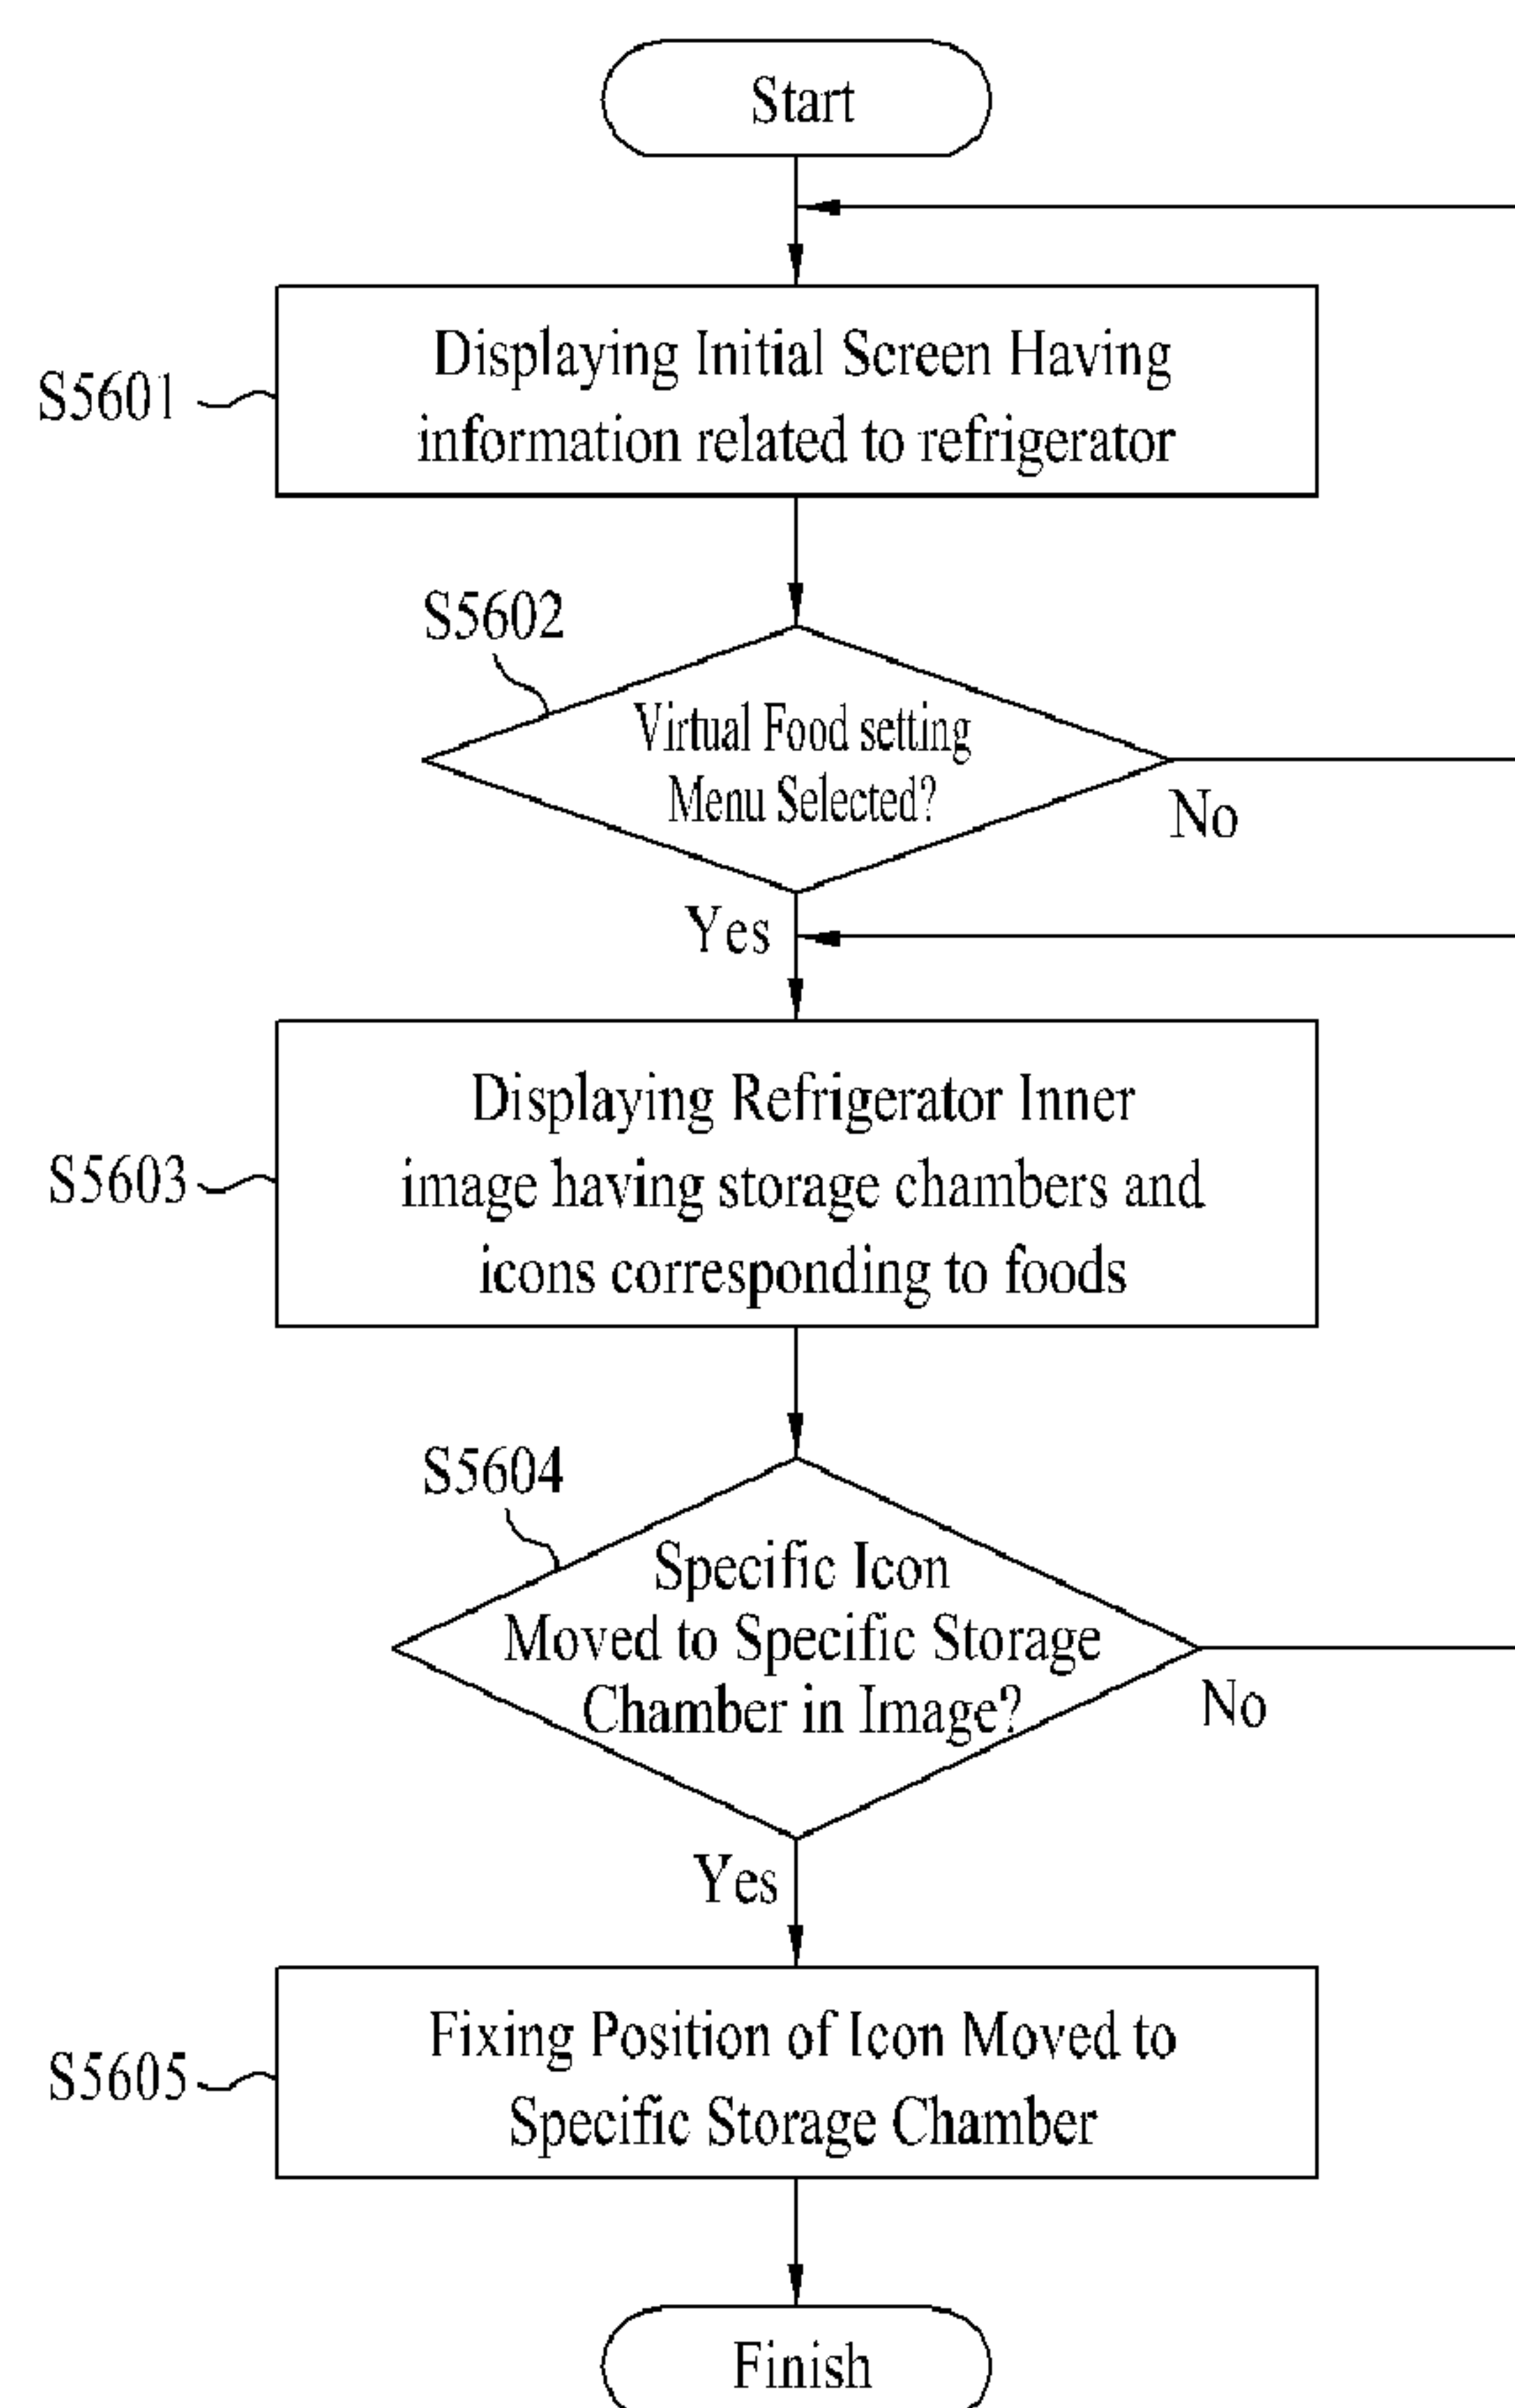 Start
Displaying Initial Screen Having
information related to refrigerator
S5601
S5602
Virtual Food setting
Menu Selected?
No
Yes
Displaying Refrigerator Inner
image having storage chambers and
icons corresponding to foods
S5603
S5604
Specific Icon
Moved to Specific Storage
Chamber in Image?
No
Yes
Fixing Position of Icon Moved to
Specific Storage Chamber
S5605
Finish